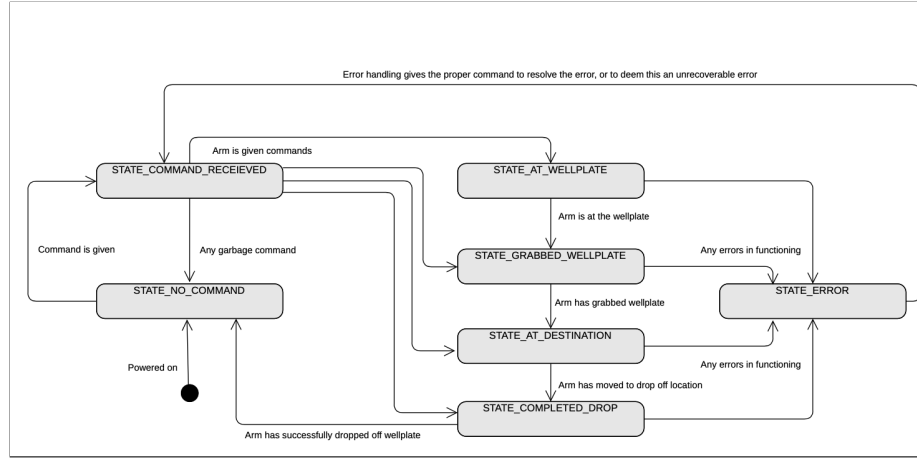 Error handling gives the proper command to resolve the error, or to deem this an unrecoverable error
Arm is given commands
STATE_COMMAND_RECEIEVED
STATE_AT_WELLPLATE
Arm is at the wellplate
Command is given
Any garbage command
Any errors in functioning
STATE_GRABBED_WELLPLATE
STATE_NO_COMMAND
STATE_ERROR
Arm has grabbed wellplate
STATE_AT_DESTINATION
Powered on
Any errors in functioning
Arm has moved to drop off location
STATE_COMPLETED_DROP
Arm has successfully dropped off wellplate